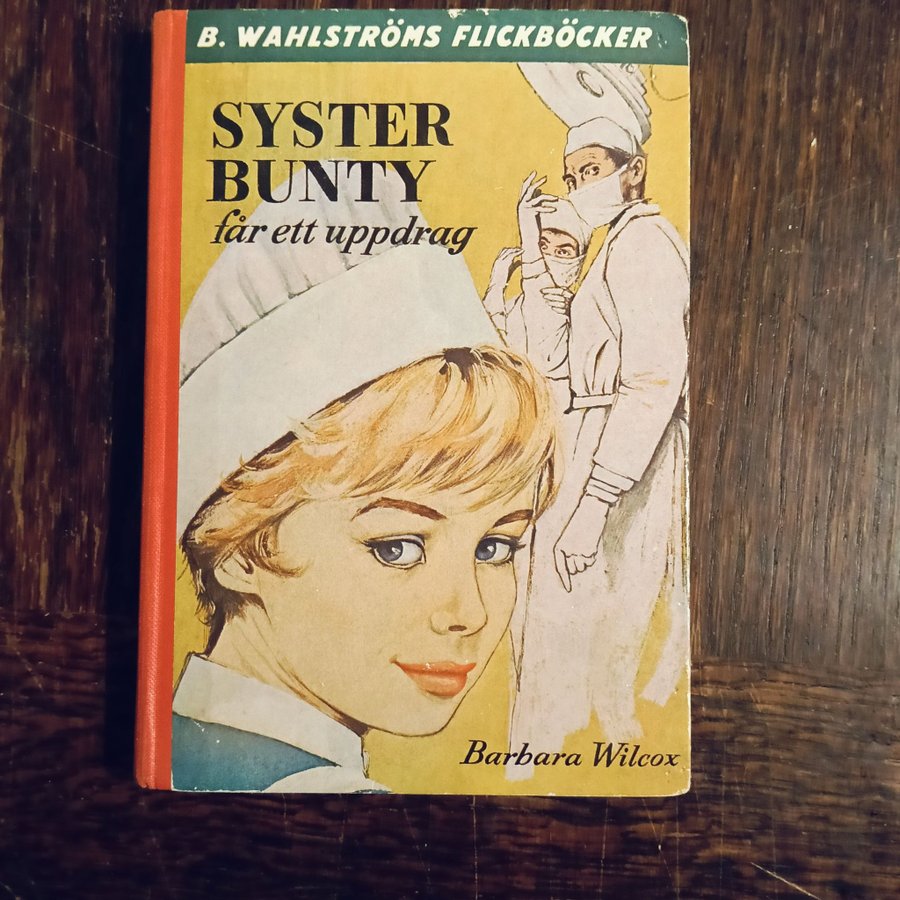 B. WAHLSTRÖMS FLICKBÖCKER
SYSTER
BUNTY
får ett uppdrag
Barbara Wilcox